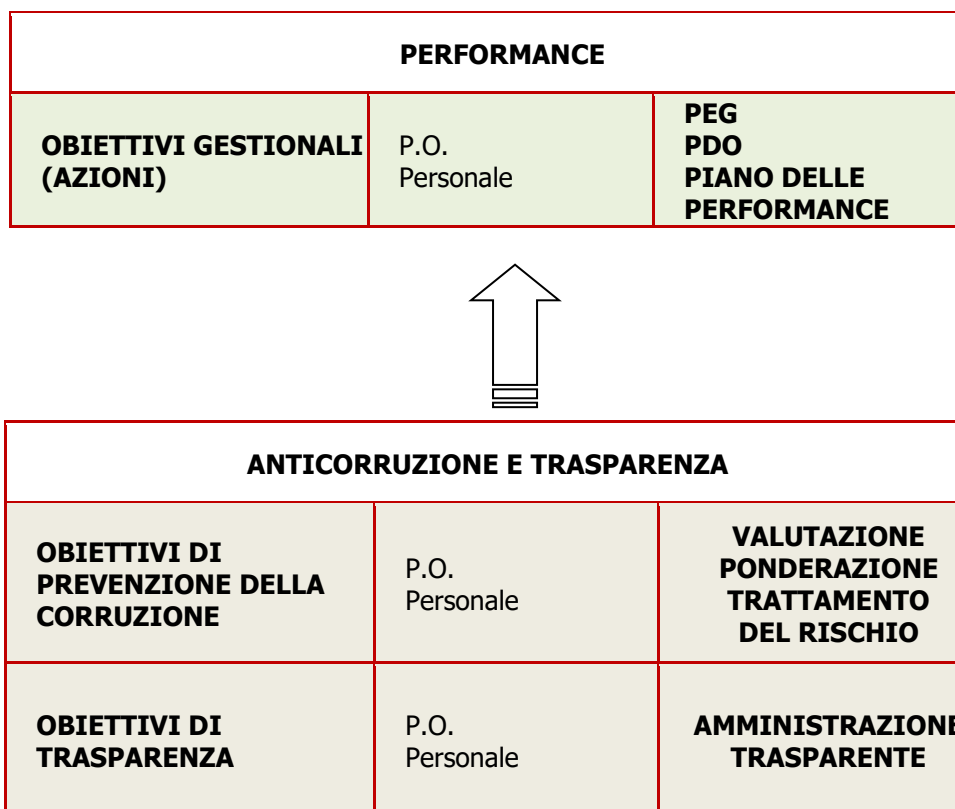 PERFORMANCE
OBIETTIVI GESTIONALI
(AZIONI)
P.O.
Personale
PEG
PDO
PIANO DELLE
PERFORMANCE
ANTICORRUZIONE E TRASPARENZA
OBIETTIVI DI
PREVENZIONE DELLA
CORRUZIONE
P.O.
Personale
VALUTAZIONE
PONDERAZIONE
TRATTAMENTO
DEL RISCHIO
OBIETTIVI DI
TRASPARENZA
P.O.
Personale
AMMINISTRAZIONE
TRASPARENTE